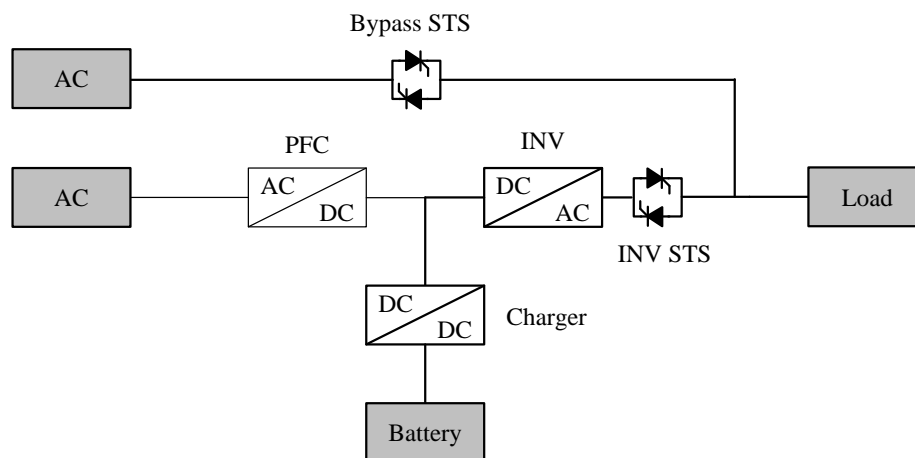 Bypass STS
AC
PFC
INV
AC
AC
DC
DC
AC
Load
INV STS
DC
DC
Charger
Battery